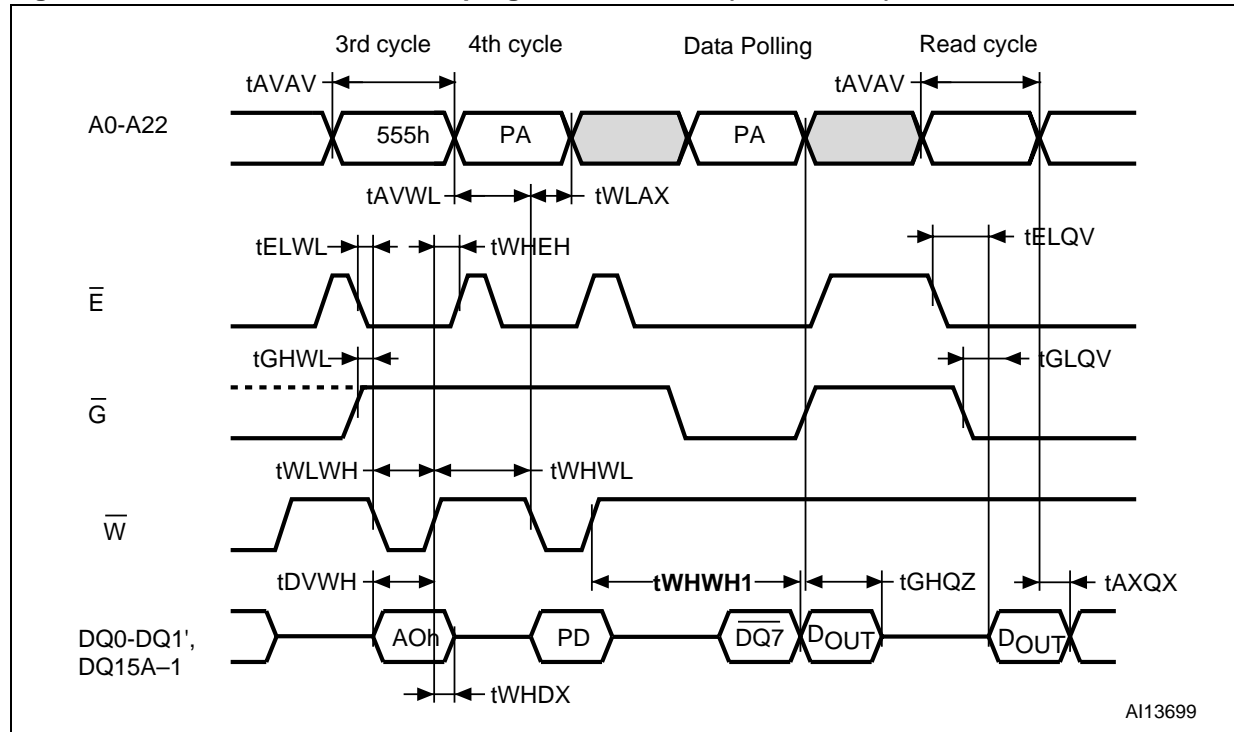 3rd cycle 4th cycle Data Polling Read cycle
tAVAV tAVAV
A0-A22 555h PA PA
tAVWL tWLAX
tELWL tWHEH tELQV
E
tGHWL tGLQV
G
tWLWH tWHWL
W
tDVWH tWHWH1 tGHQZ tAXQX
DQ0-DQ1', AOh PD DQ7 DOUT DOUT
DQ15A–1
tWHDX
AI13699